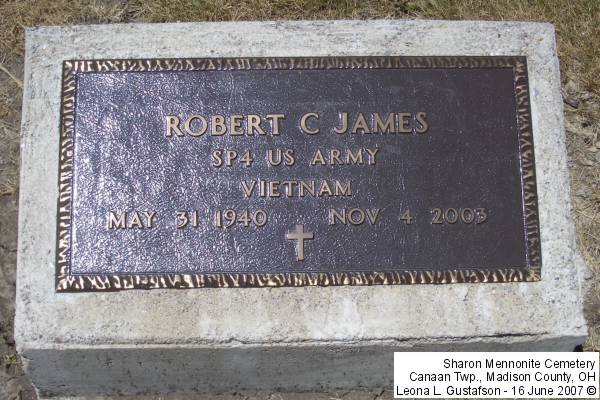 ROBERT C JAMES
SP4 US ARMY
VIETNAM
MAY 31 1940 NOV 4 2003
Sharon Mennonite Cemetery
Canaan Twp., Madison County, OH
Leona L. Gustafson - 16 June 2007 ©